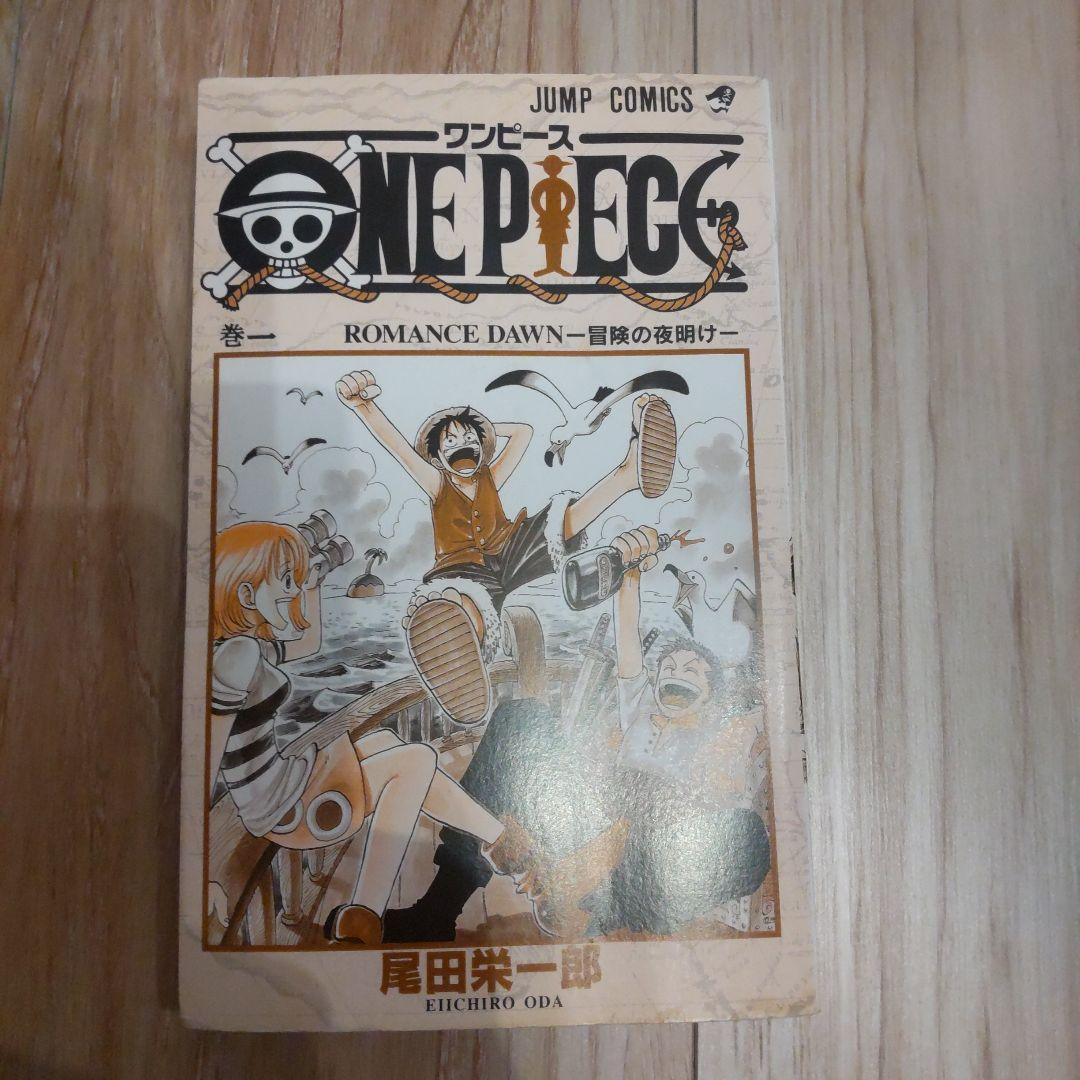 JUMP COMICS
ワンピース
ONE PIECE
巻一
ROMANCE DAWN—冒険の夜明け—
尾田栄一郎
EIICHIRO ODA